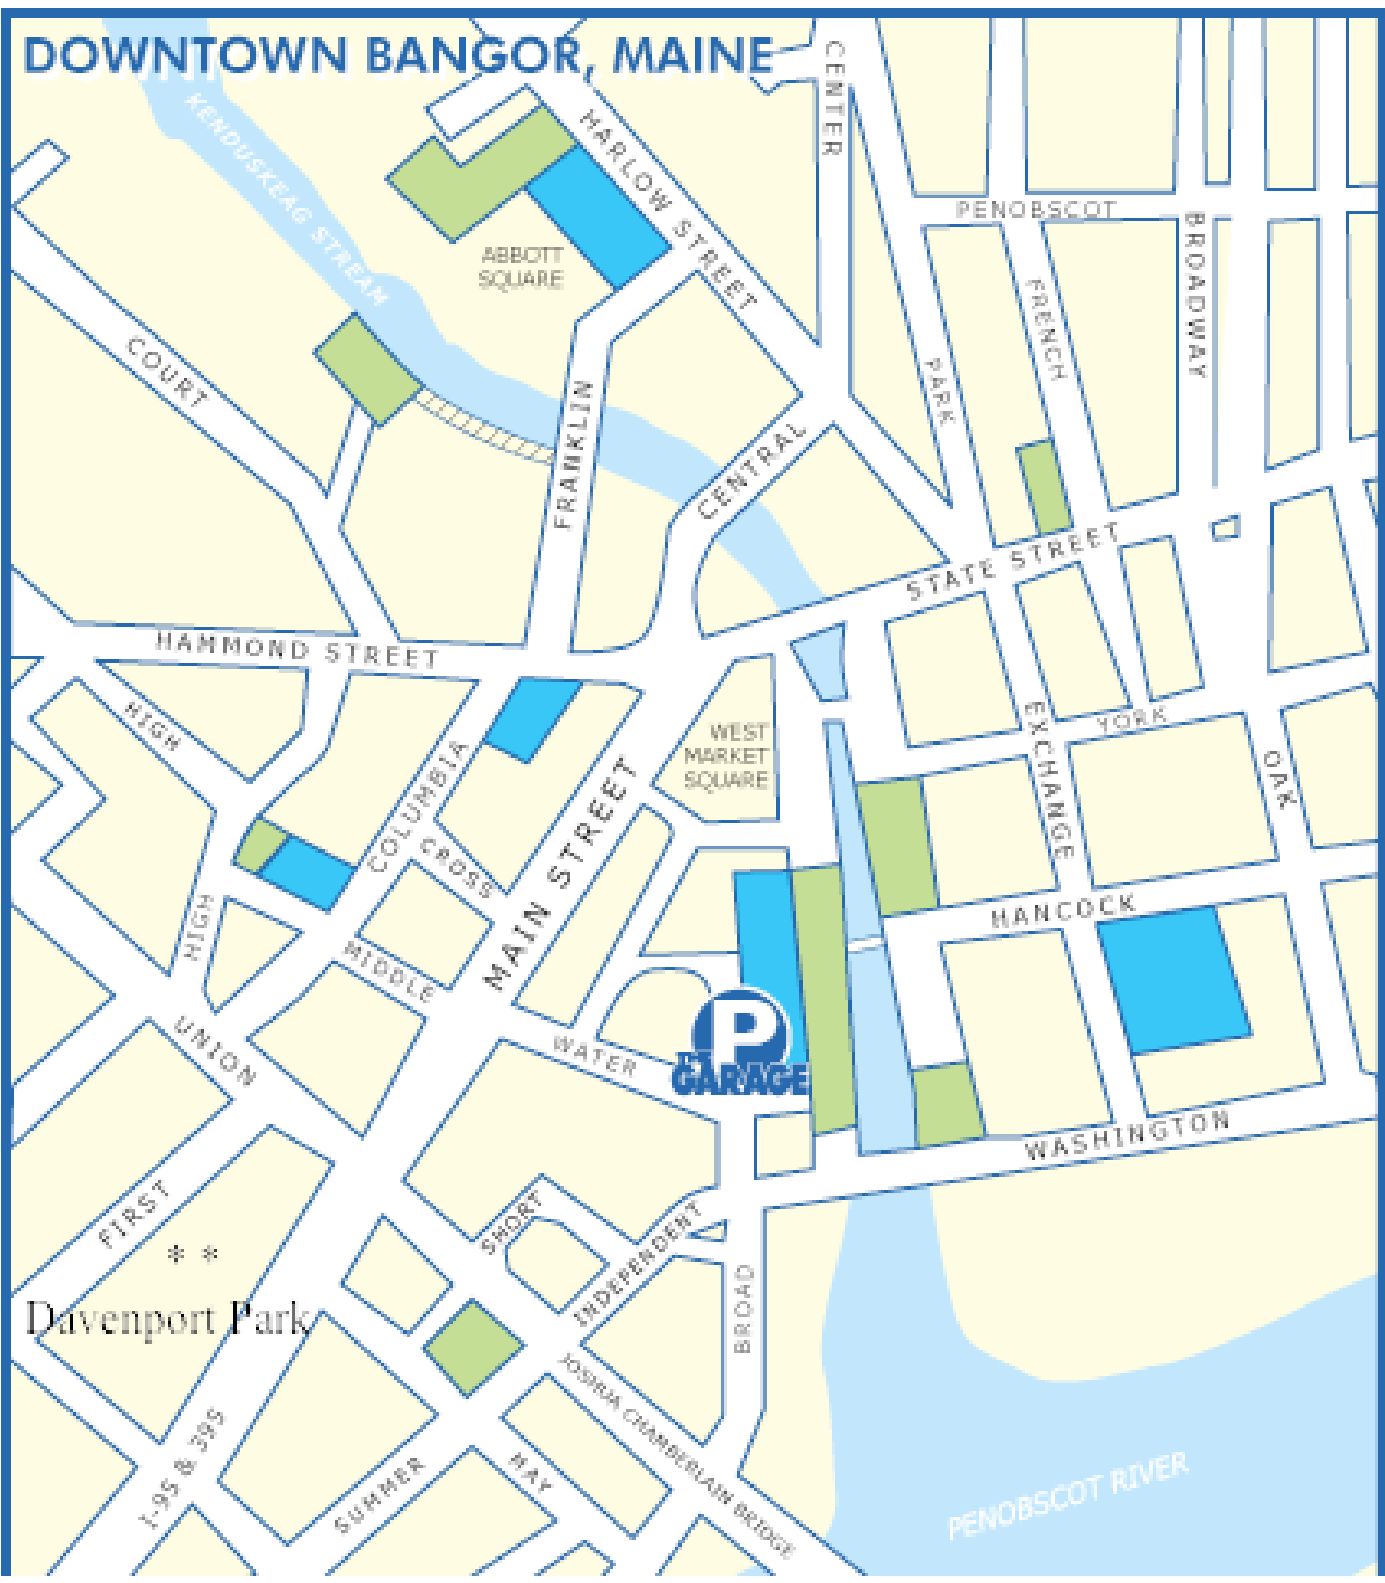 DOWNTOWN BANGOR, MAINE
CENTER
KENDUSKEAG STREAM
HARLOW STREET
PENOBSCOT
BROADWAY
ABBOTT
SQUARE
FRENCH
COURT
PARK
FRANKLIN
CENTRAL
STATE STREET
HAMMOND STREET
HIGH
EXCHANGE
YORK
WEST
MARKET
SQUARE
COLUMBIA
MAIN STREET
OAK
CROSS
HIGH
HANCOCK
MIDDLE
UNION
WATER
P
THE
GARAGE
WASHINGTON
FIRST
SHORT
INDEPENDENT
* *
Davenport Park
BROAD
JOSHUA CHAMBERLAIN BRIDGE
I-95 & 395
SUMMER
MAY
PENOBSCOT RIVER